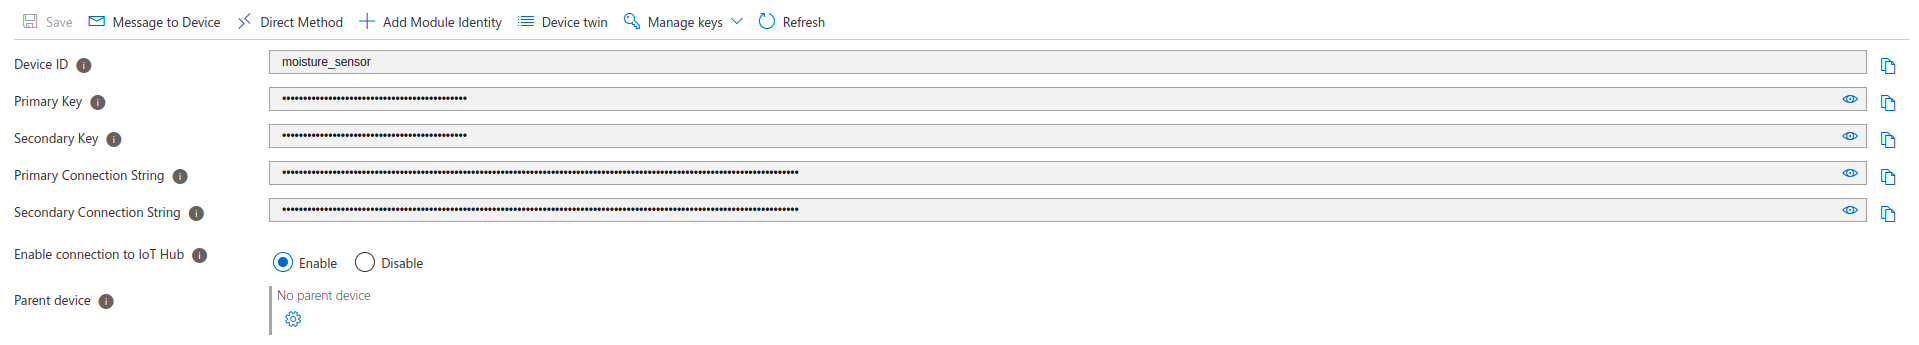 Save Message to Device Direct Method Add Module Identity Device twin Manage keys Refresh
Device ID moisture_sensor
Primary Key
Secondary Key
Primary Connection String
Secondary Connection String
Enable connection to IoT Hub Enable Disable
Parent device No parent device